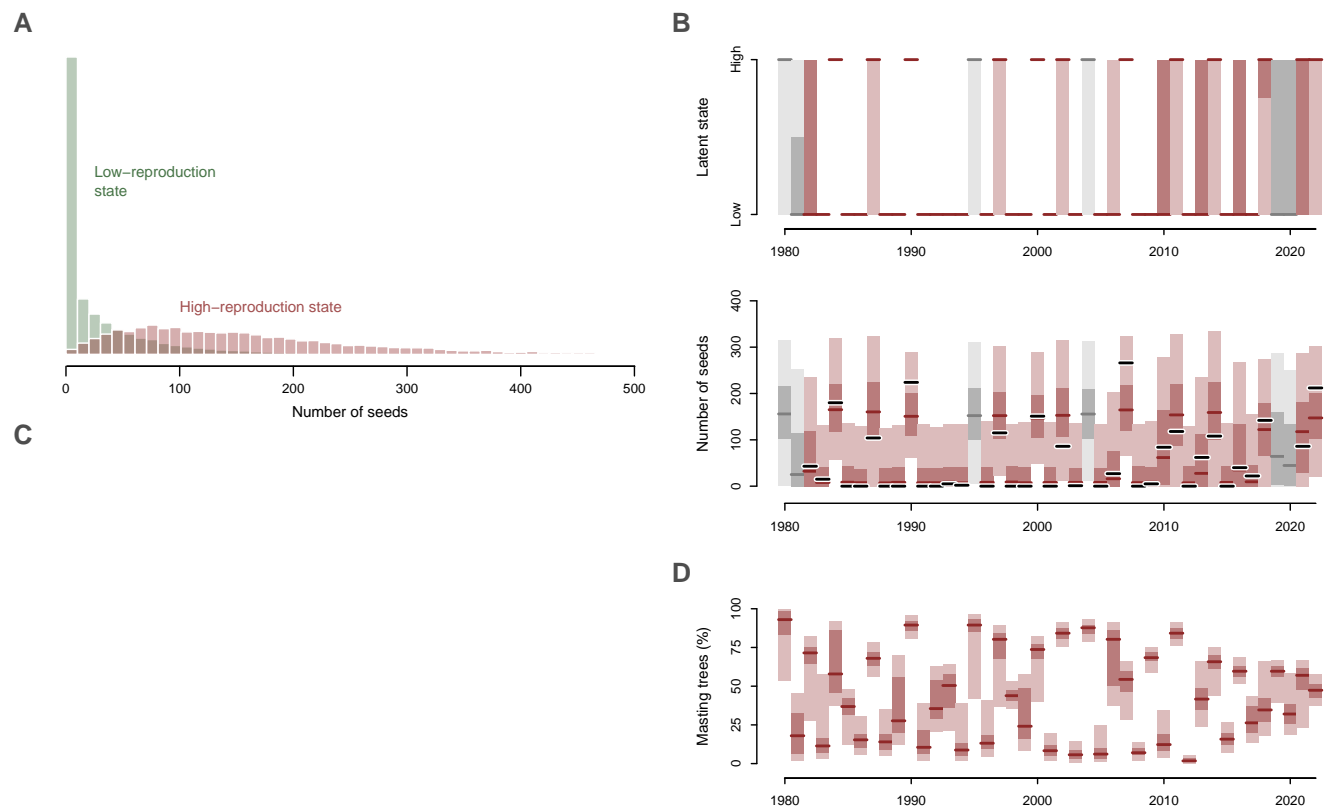 A
Low−reproduction
state
High−reproduction state
0 100 200 300 400 500
Number of seeds
B
High
Low
Latent state
1980 1990 2000 2010 2020
400
300
200
100
0
Number of seeds
1980 1990 2000 2010 2020
C
D
100
75
50
25
0
Masting trees (%)
1980 1990 2000 2010 2020